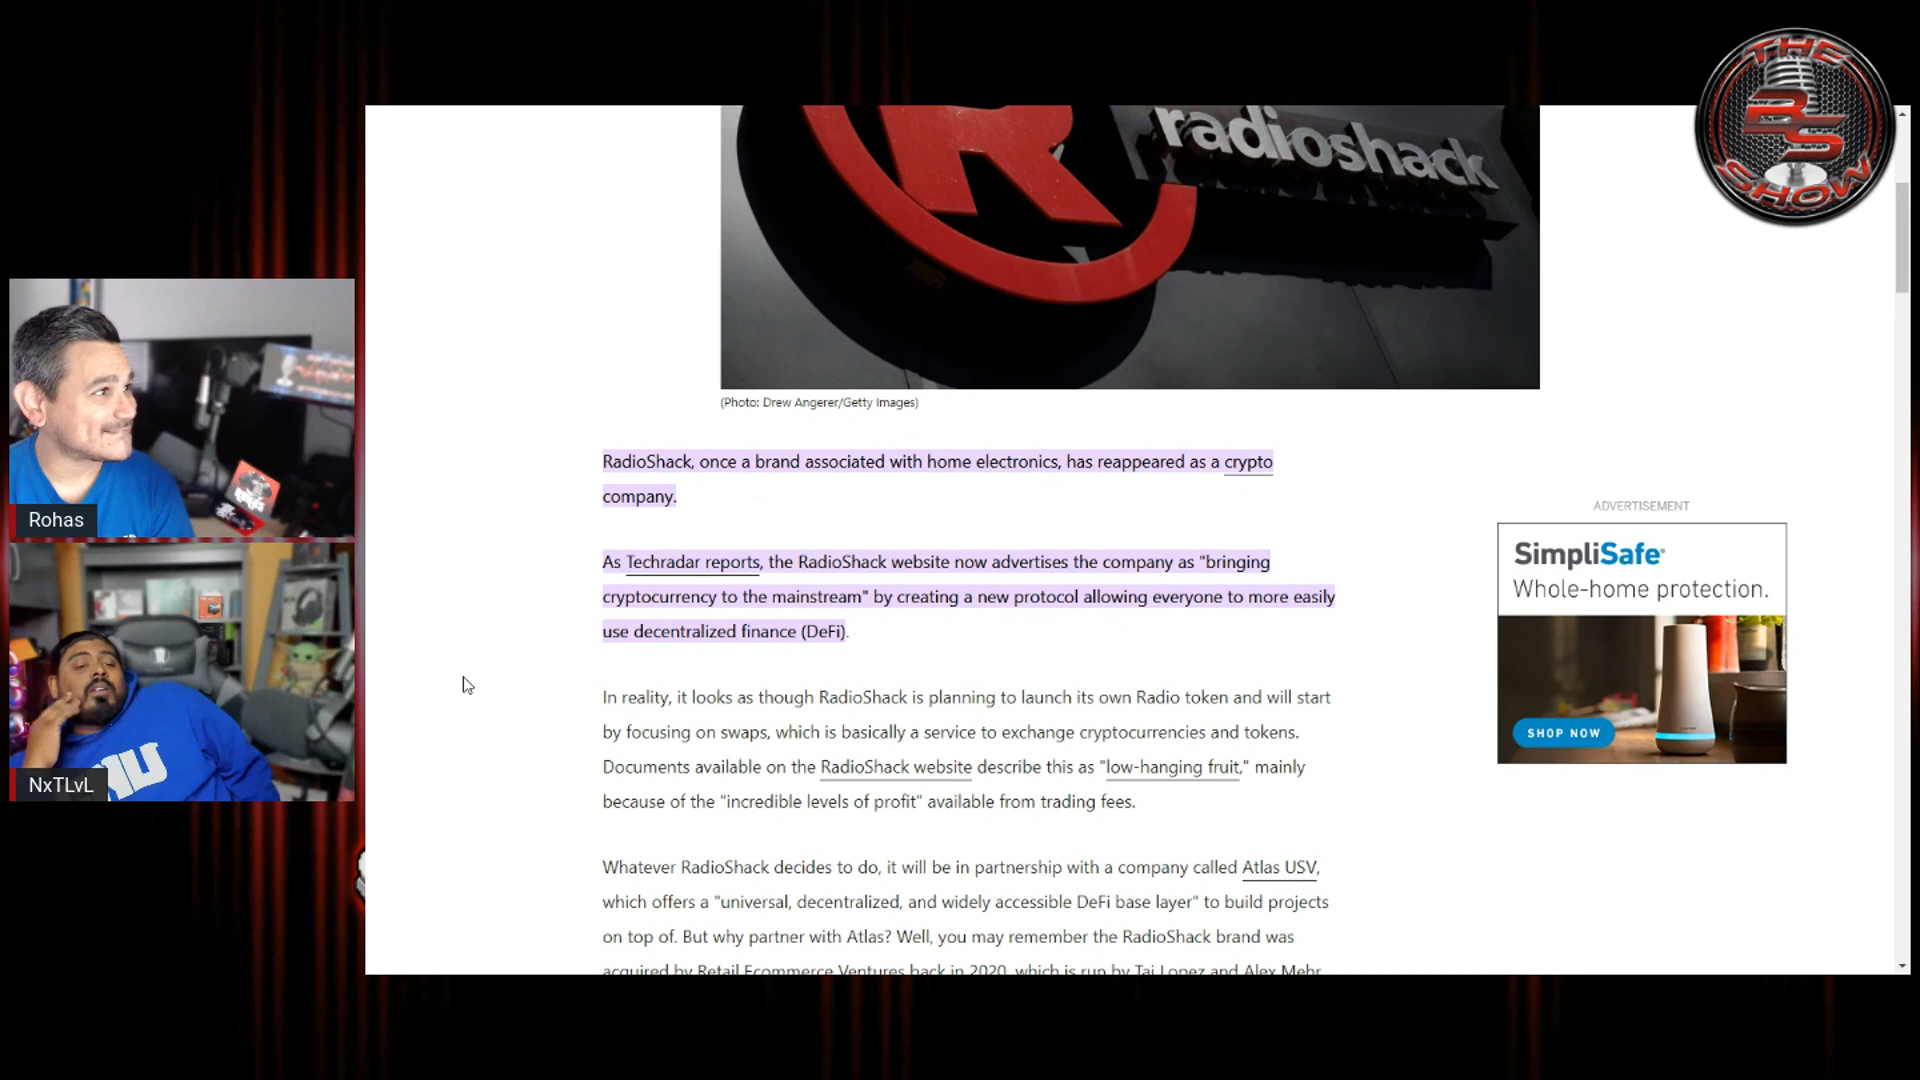 THE
BS
SHOW
radioshack
(Photo: Drew Angerer/Getty Images)
RadioShack, once a brand associated with home electronics, has reappeared as a crypto
company.
As Techradar reports, the RadioShack website now advertises the company as "bringing
cryptocurrency to the mainstream" by creating a new protocol allowing everyone to more easily
use decentralized finance (DeFi).
In reality, it looks as though RadioShack is planning to launch its own Radio token and will start
by focusing on swaps, which is basically a service to exchange cryptocurrencies and tokens.
Documents available on the RadioShack website describe this as "low-hanging fruit," mainly
because of the "incredible levels of profit" available from trading fees.
Whatever RadioShack decides to do, it will be in partnership with a company called Atlas USV,
which offers a "universal, decentralized, and widely accessible DeFi base layer" to build projects
on top of. But why partner with Atlas? Well, you may remember the RadioShack brand was
acquired by Retail Ecommerce Ventures back in 2020, which is run by Tai Lopez and Alex Mehr.
ADVERTISEMENT
SimpliSafe
Whole-home protection.
SHOP NOW
Rohas
NxTLvL